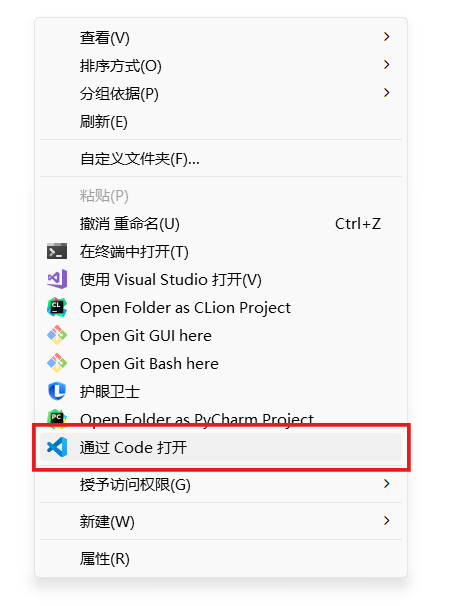 查看(V)
排序方式(O)
分组依据(P)
刷新(E)
自定义文件夹(F)...
粘贴(P)
撤消 重命名(U) Ctrl+Z
在终端中打开(T)
使用 Visual Studio 打开(V)
Open Folder as CLion Project
Open Git GUI here
Open Git Bash here
护眼卫士
Open Folder as PyCharm Project
通过 Code 打开
授予访问权限(G)
新建(W)
属性(R)